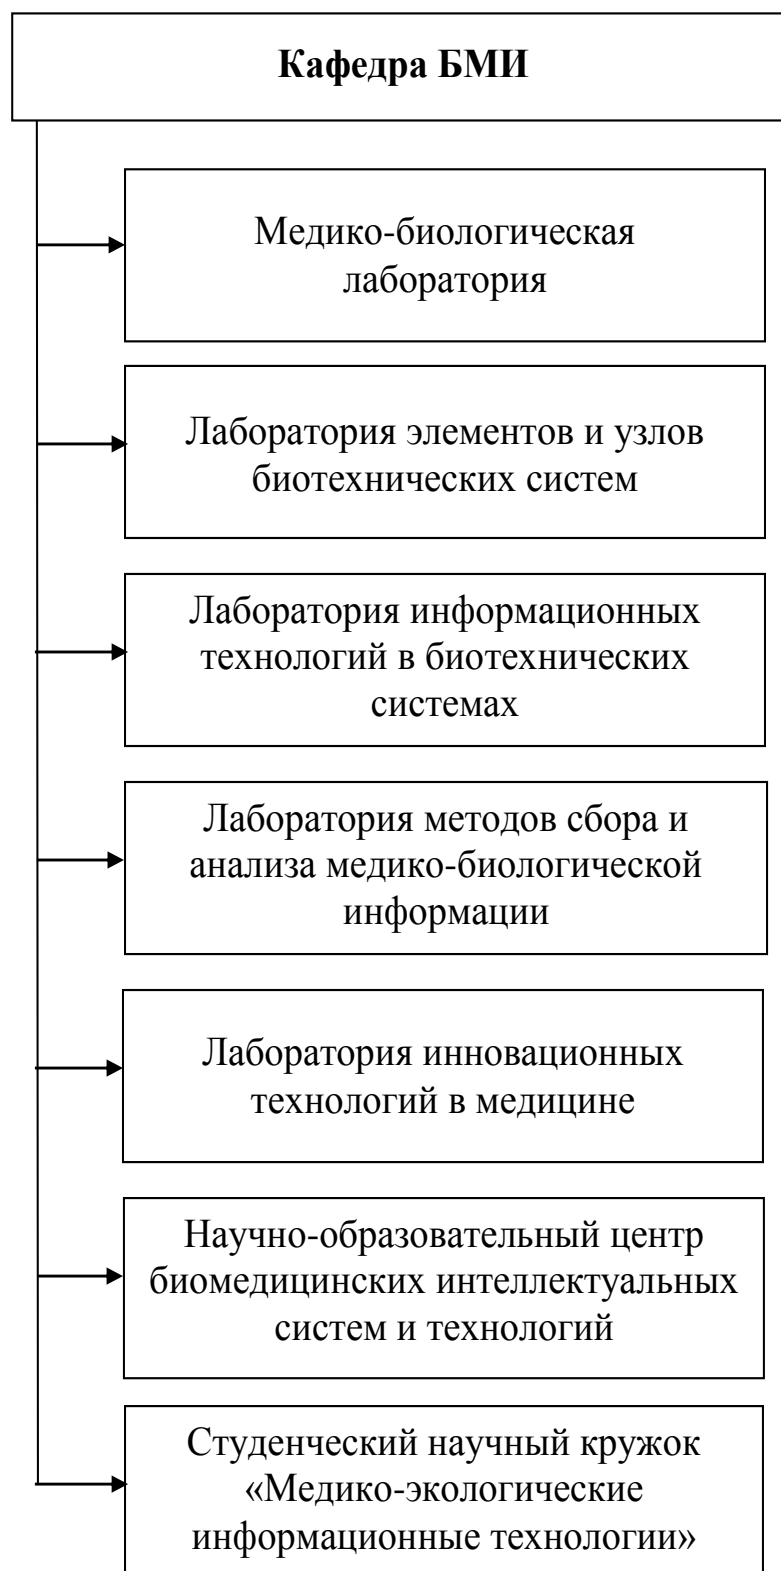 Кафедра БМИ
Медико-биологическая
лаборатория
Лаборатория элементов и узлов
биотехнических систем
Лаборатория информационных
технологий в биотехнических
системах
Лаборатория методов сбора и
анализа медико-биологической
информации
Лаборатория инновационных
технологий в медицине
Научно-образовательный центр
биомедицинских интеллектуальных
систем и технологий
Студенческий научный кружок
«Медико-экологические
информационные технологии»